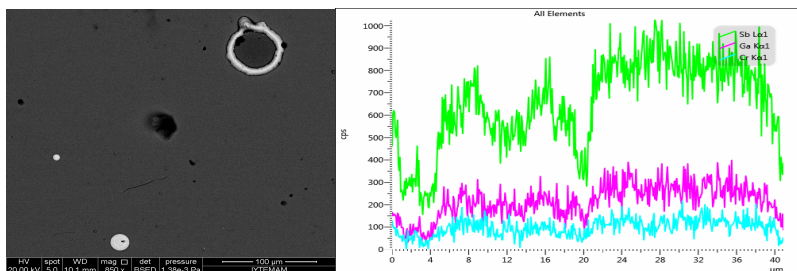 HV spot WD mag □ det pressure
20.00 kV 5.0 10.1 mm 850 x BSED 1.38e-3 Pa
100 µm
IYTEMAM
All Elements
Sb Lα1
Ga Kα1
Cr Kα1
cps
1000
900
800
700
600
500
400
300
200
100
0
0 4 8 12 16 20 24 28 32 36 40
µm